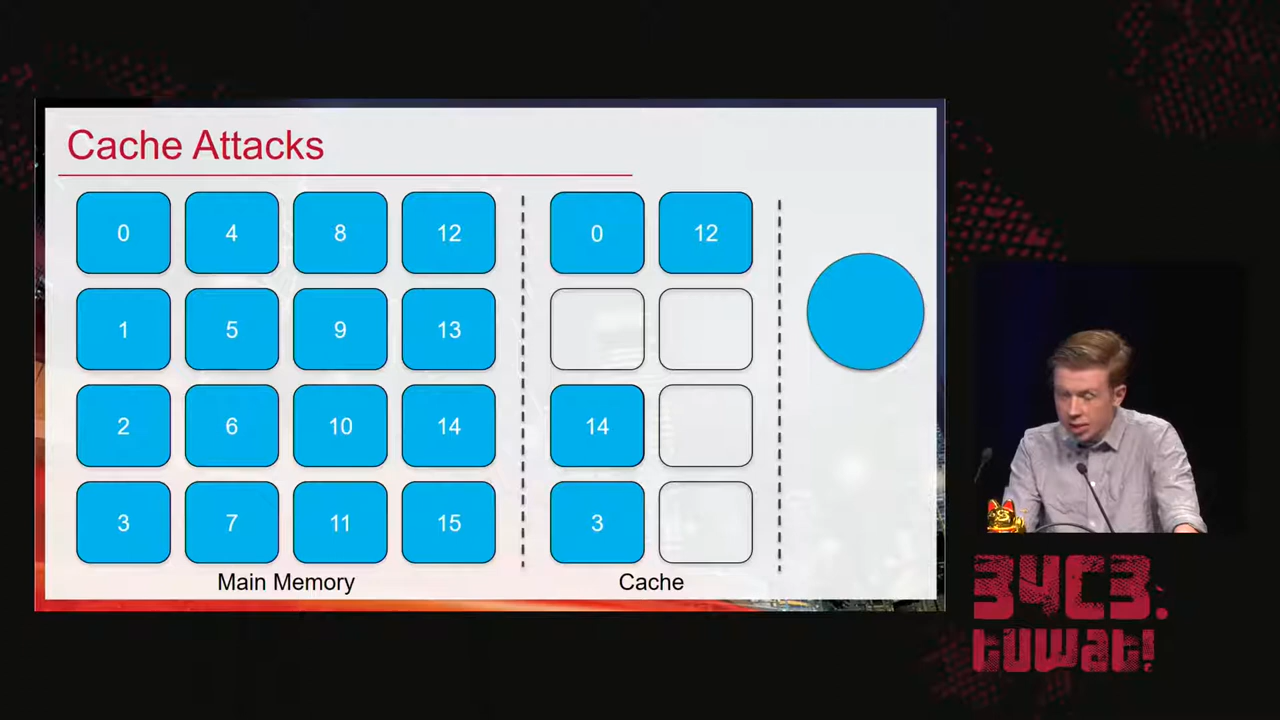 Cache Attacks
0 4 8 12 0 12
1 5 9 13
2 6 10 14 14
3 7 11 15 3
Main Memory Cache
34C3:
tuwat!